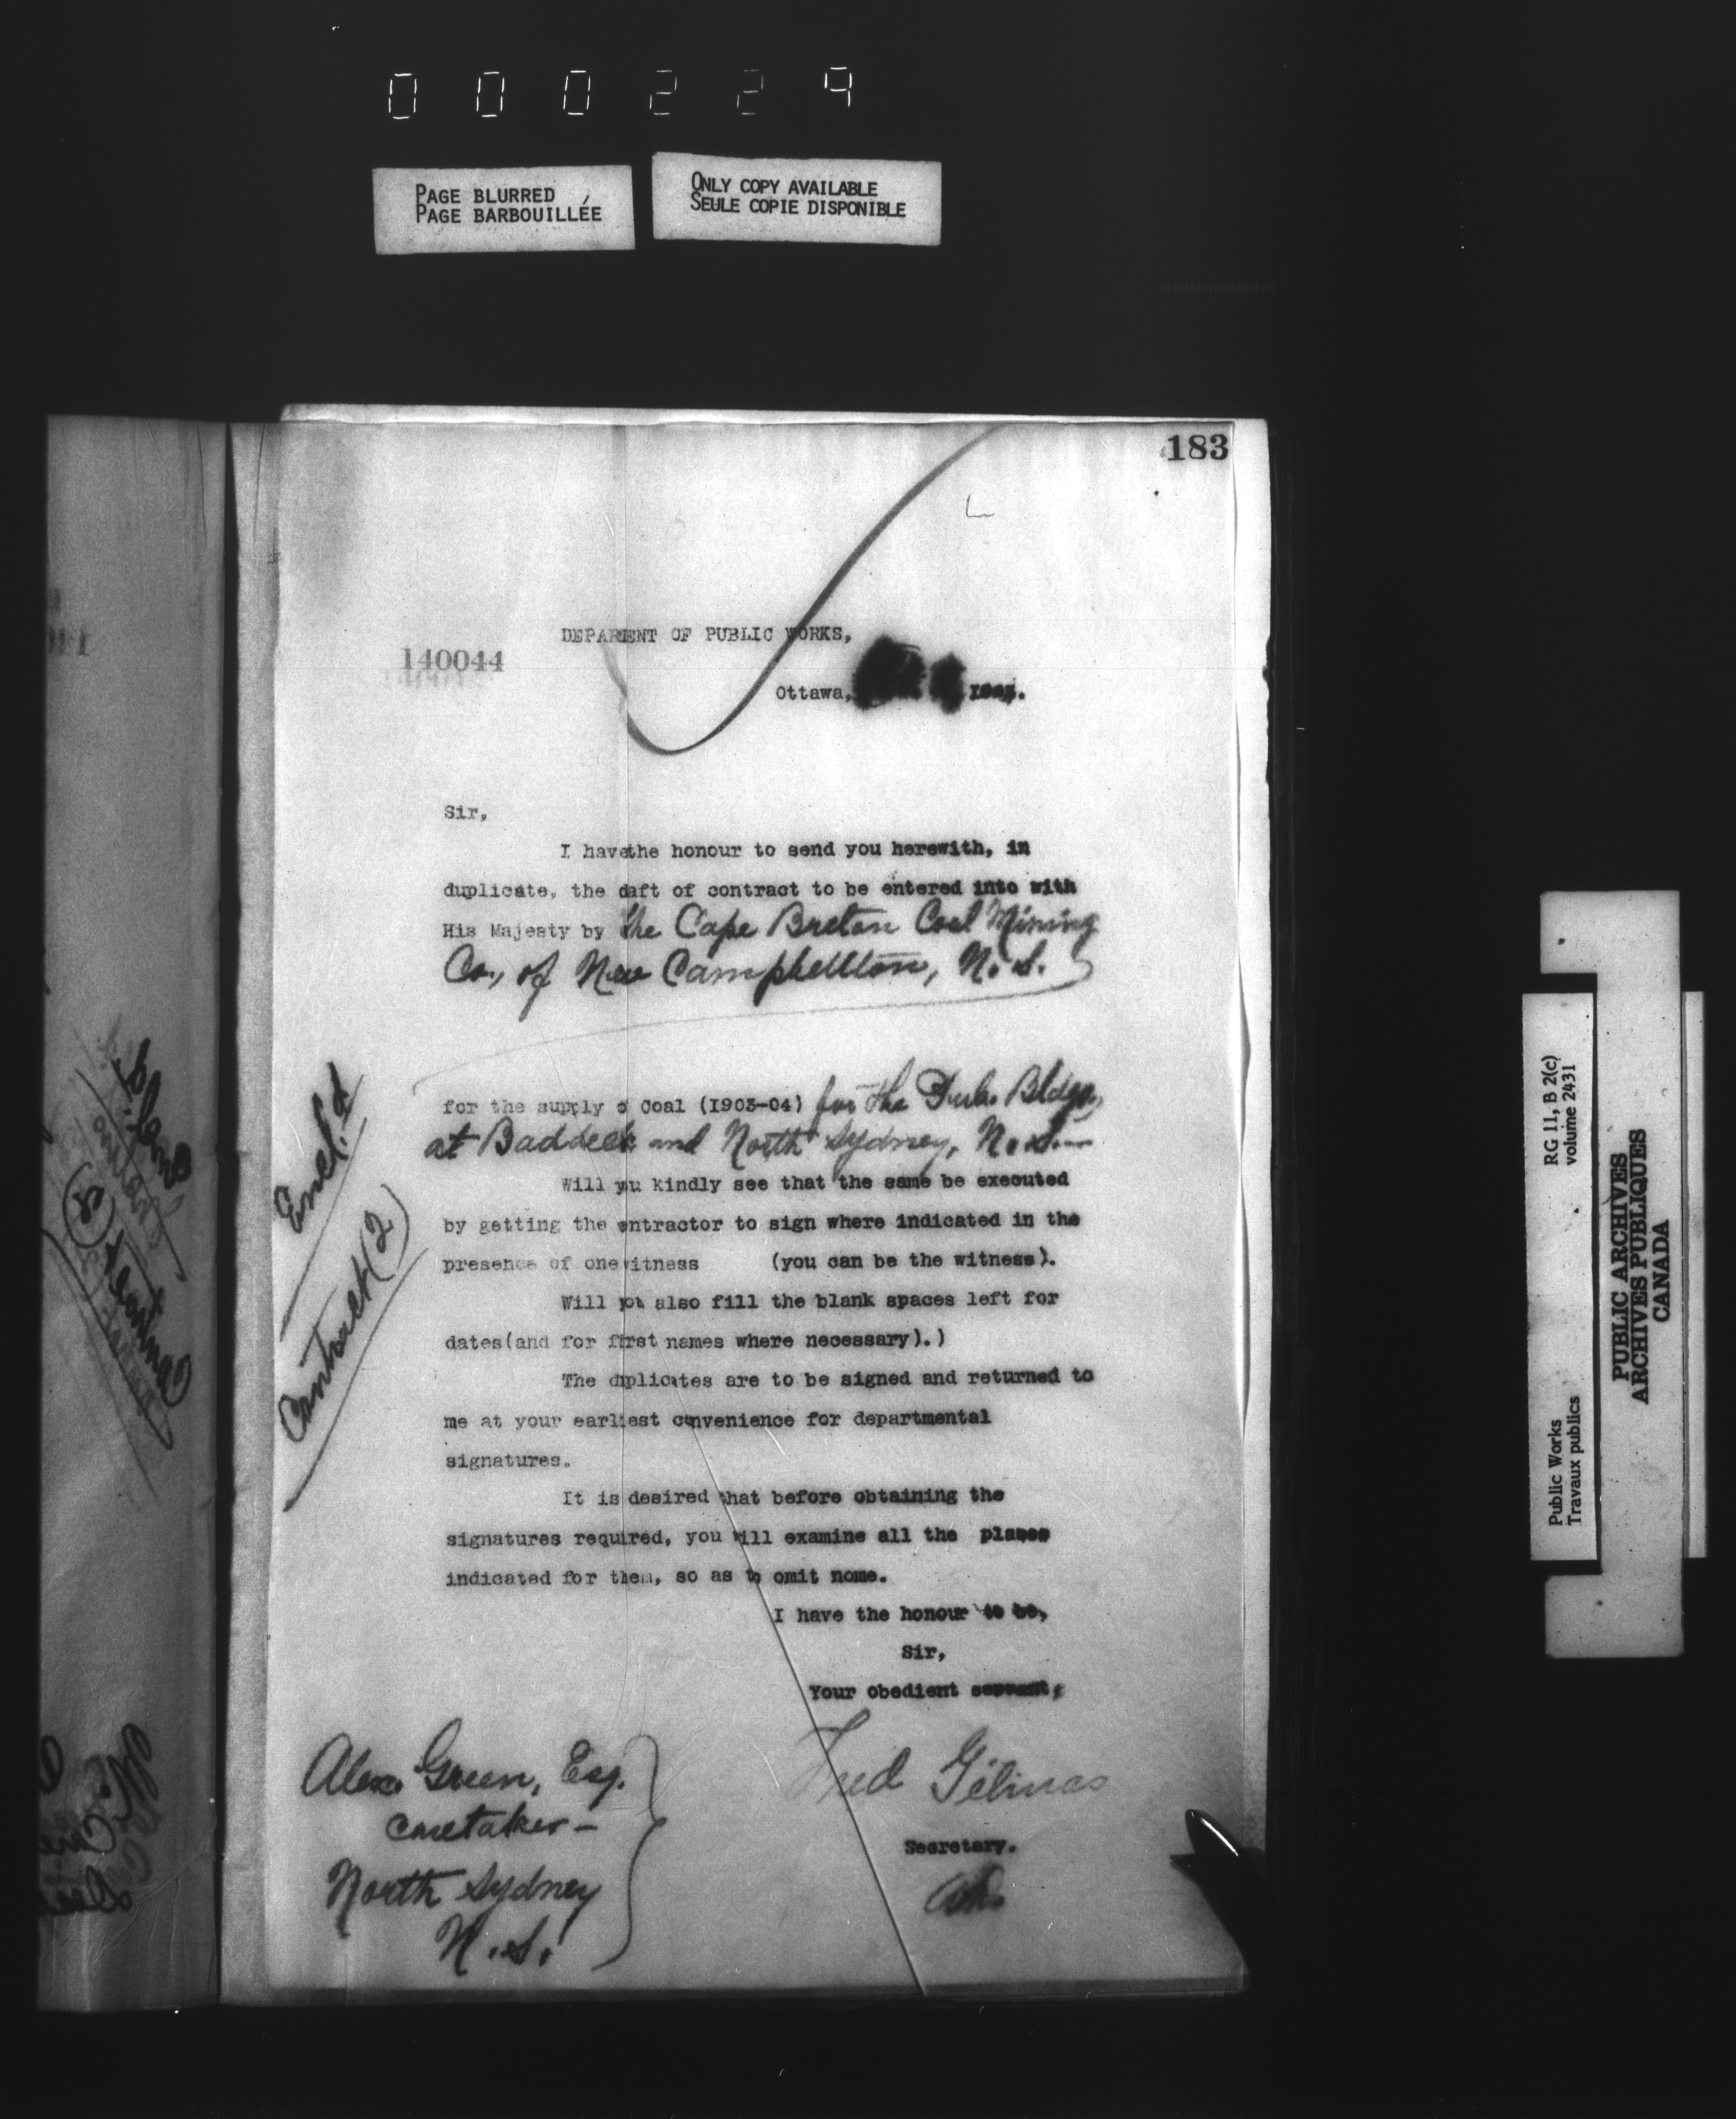 000229
PAGE BLURRED
PAGE BARBOUILLÉE
ONLY COPY AVAILABLE
SEULE COPIE DISPONIBLE
183
DEPARMENT OF PUBLIC WORKS,
140044
Ottawa,
Sir,
I have the honour to send you herewith, in
duplicate, the daft of contract to be entered into with
His Majesty by the Cape Breton Coal Mining
Co., of New Campbellton, N.S.
for the supply o Coal (1903-04) for the Pub. Bldgs,
at Baddeck and North Sydney, N.S.
Will you kindly see that the same be executed
by getting the ontractor to sign where indicated in the
presence of one witness (you can be the witness).
Will you also fill the blank spaces left for
dates(and for first names where necessary).)
The duplicates are to be signed and returned to
me at your earliest convenience for departmental
signatures.
It is desired that before obtaining the
signatures required, you will examine all the places
indicated for them, so as to omit none.
I have the honour to be,
Sir,
Your obedient servant,
Fred Gélinas
Secretary.
Alex. Green, Esq.
Caretaker-
North Sydney
N.S.
Encl.d
Contract (2)
RG 11, B 2(c)
volume 2431
Public Works
Travaux publics
PUBLIC ARCHIVES
ARCHIVES PUBLIQUES
CANADA